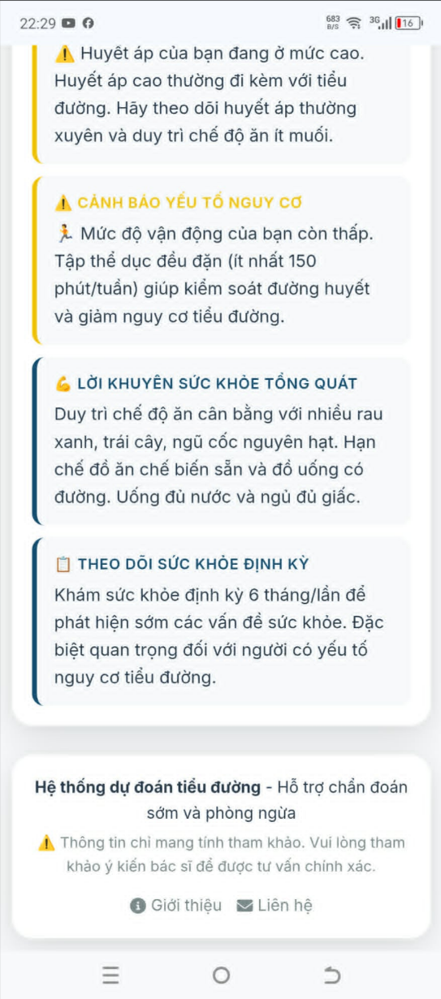 22:29
683 B/S 3G 16
⚠️ Huyết áp của bạn đang ở mức cao.
Huyết áp cao thường đi kèm với tiểu
đường. Hãy theo dõi huyết áp thường
xuyên và duy trì chế độ ăn ít muối.
⚠️ CẢNH BÁO YẾU TỐ NGUY CƠ
🏃 Mức độ vận động của bạn còn thấp.
Tập thể dục đều đặn (ít nhất 150
phút/tuần) giúp kiểm soát đường huyết
và giảm nguy cơ tiểu đường.
💪 LỜI KHUYÊN SỨC KHỎE TỔNG QUÁT
Duy trì chế độ ăn cân bằng với nhiều rau
xanh, trái cây, ngũ cốc nguyên hạt. Hạn
chế đồ ăn chế biến sẵn và đồ uống có
đường. Uống đủ nước và ngủ đủ giấc.
📋 THEO DÕI SỨC KHỎE ĐỊNH KỲ
Khám sức khỏe định kỳ 6 tháng/lần để
phát hiện sớm các vấn đề sức khỏe. Đặc
biệt quan trọng đối với người có yếu tố
nguy cơ tiểu đường.
Hệ thống dự đoán tiểu đường - Hỗ trợ chẩn đoán
sớm và phòng ngừa
⚠️ Thông tin chỉ mang tính tham khảo. Vui lòng tham
khảo ý kiến bác sĩ để được tư vấn chính xác.
Giới thiệu Liên hệ